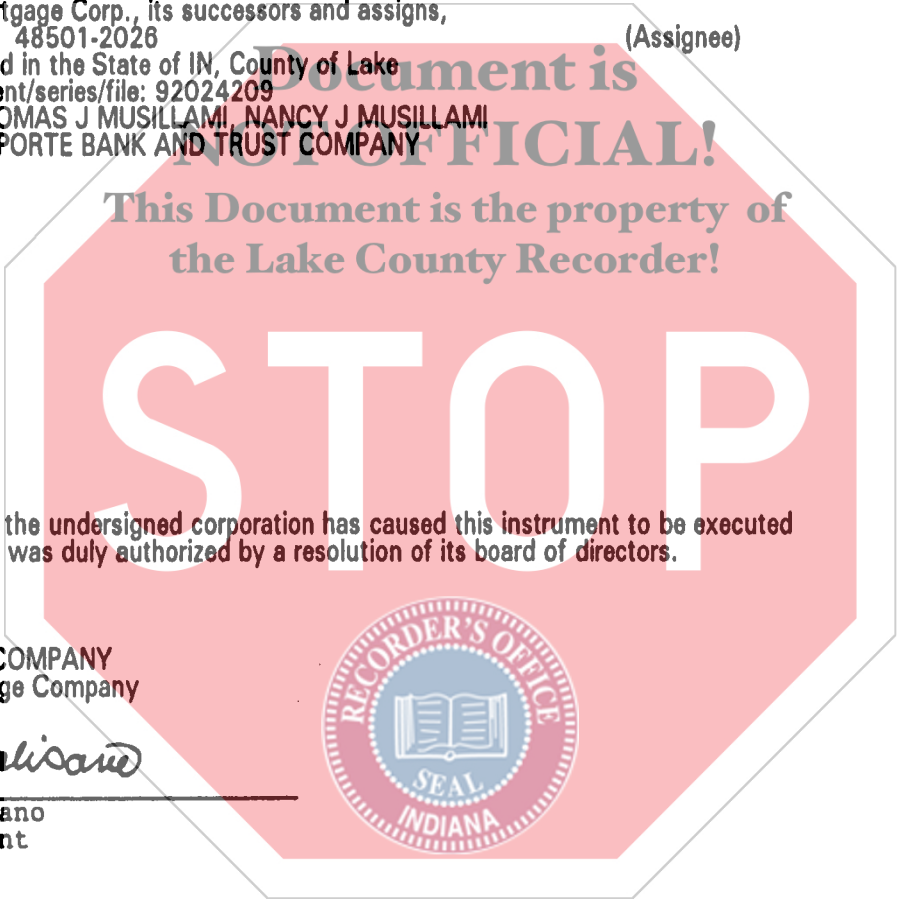 tgage Corp., its successors and assigns,
48501-2026 (Assignee)
d in the State of IN, County of Lake
nt/series/file: 92024209
OMAS J MUSILLAMI, NANCY J MUSILLAMI
PORTE BANK AND TRUST COMPANY
Document is
NOT OFFICIAL!
This Document is the property of
the Lake County Recorder!
STOP
the undersigned corporation has caused this instrument to be executed
was duly authorized by a resolution of its board of directors.
COMPANY
ge Company
lisano
ano
nt
RECORDER'S OFFICE
SEAL
INDIANA